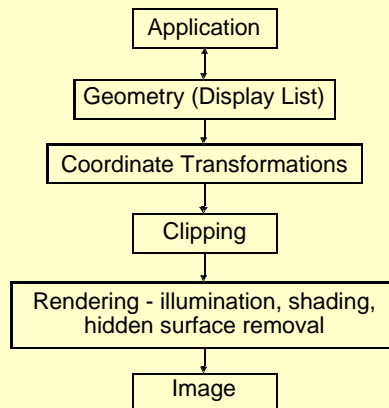 Application
Geometry (Display List)
Coordinate Transformations
Clipping
Rendering - illumination, shading,
hidden surface removal
Image